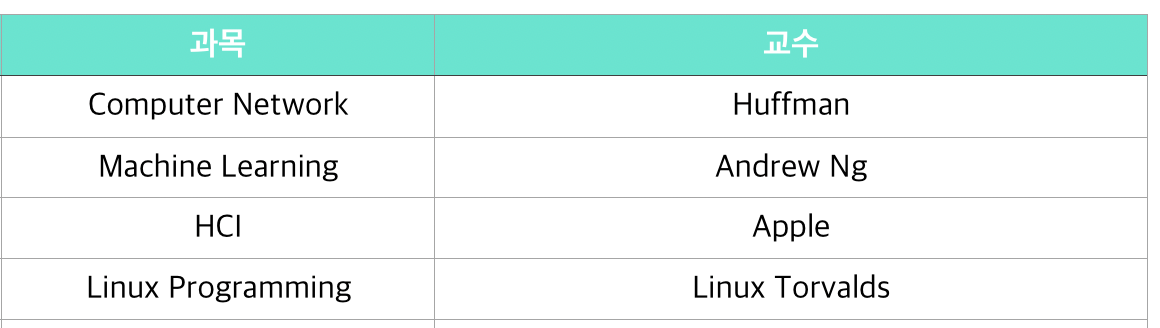 과목 교수
Computer Network Huffman
Machine Learning Andrew Ng
HCI Apple
Linux Programming Linux Torvalds